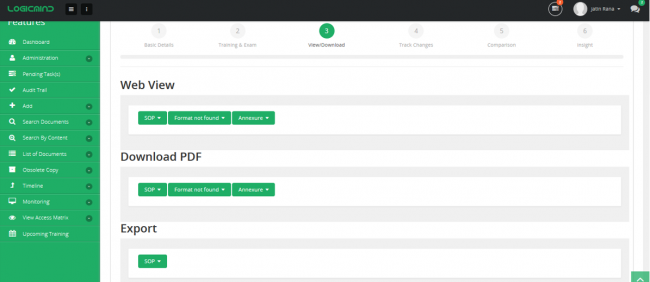 LOGICMIND
Jatin Rana
Features
Dashboard
Administration
Pending Task(s)
Audit Trail
Add
Search Documents
Search By Content
List of Documents
Obsolete Copy
Timeline
Monitoring
View Access Matrix
Upcoming Training
1 2 3 4 5 6
Basic Details Training & Exam View/Download Track Changes Comparison Insight
Web View
SOP Format not found Annexure
Download PDF
SOP Format not found Annexure
Export
SOP